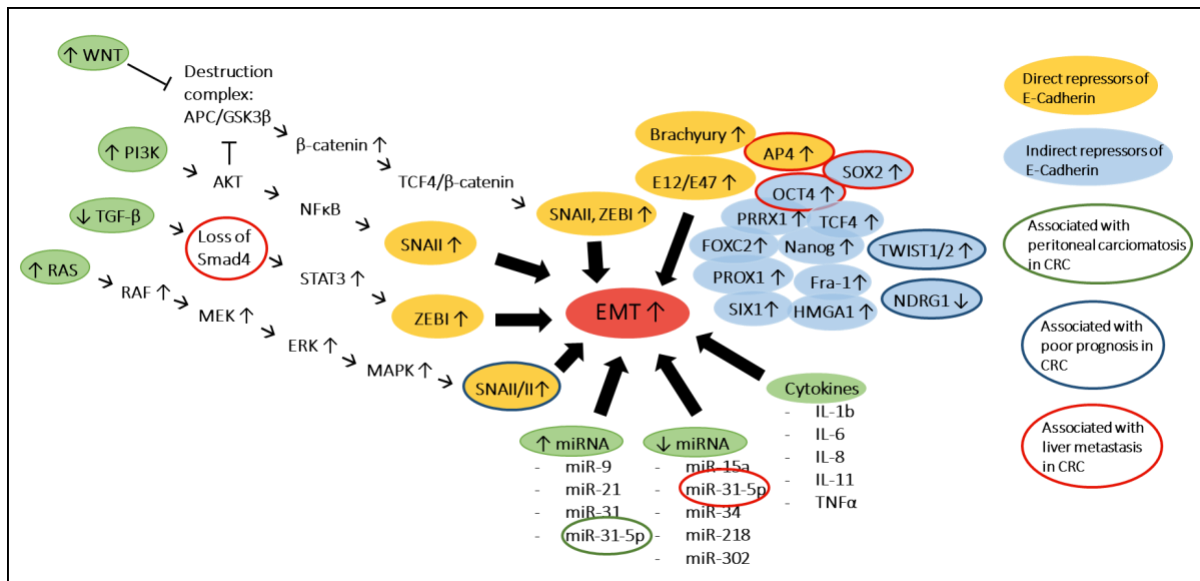 ↑ WNT
Destruction
complex:
APC/GSK3β
↑ PI3K
AKT
β-catenin ↑
TCF4/β-catenin
SNAII, ZEBI ↑
↓ TGF-β
NFκB
SNAII ↑
Loss of
Smad4
STAT3 ↑
ZEBI ↑
↑ RAS
RAF ↑
MEK ↑
ERK ↑
MAPK ↑
SNAII/II ↑
EMT ↑
Brachyury ↑
AP4 ↑
E12/E47 ↑
SOX2 ↑
OCT4 ↑
PRRX1 ↑
TCF4 ↑
FOXC2 ↑
Nanog ↑
TWIST1/2 ↑
PROX1 ↑
Fra-1 ↑
NDRG1 ↓
SIX1 ↑
HMGA1 ↑
↑ miRNA
- miR-9
- miR-21
- miR-31
- miR-31-5p
↓ miRNA
- miR-15a
- miR-31-5p
- miR-34
- miR-218
- miR-302
Cytokines
- IL-1b
- IL-6
- IL-8
- IL-11
- TNFα
Direct repressors of
E-Cadherin
Indirect repressors of
E-Cadherin
Associated with
peritoneal carciomatosis
in CRC
Associated with
poor prognosis in
CRC
Associated with
liver metastasis
in CRC